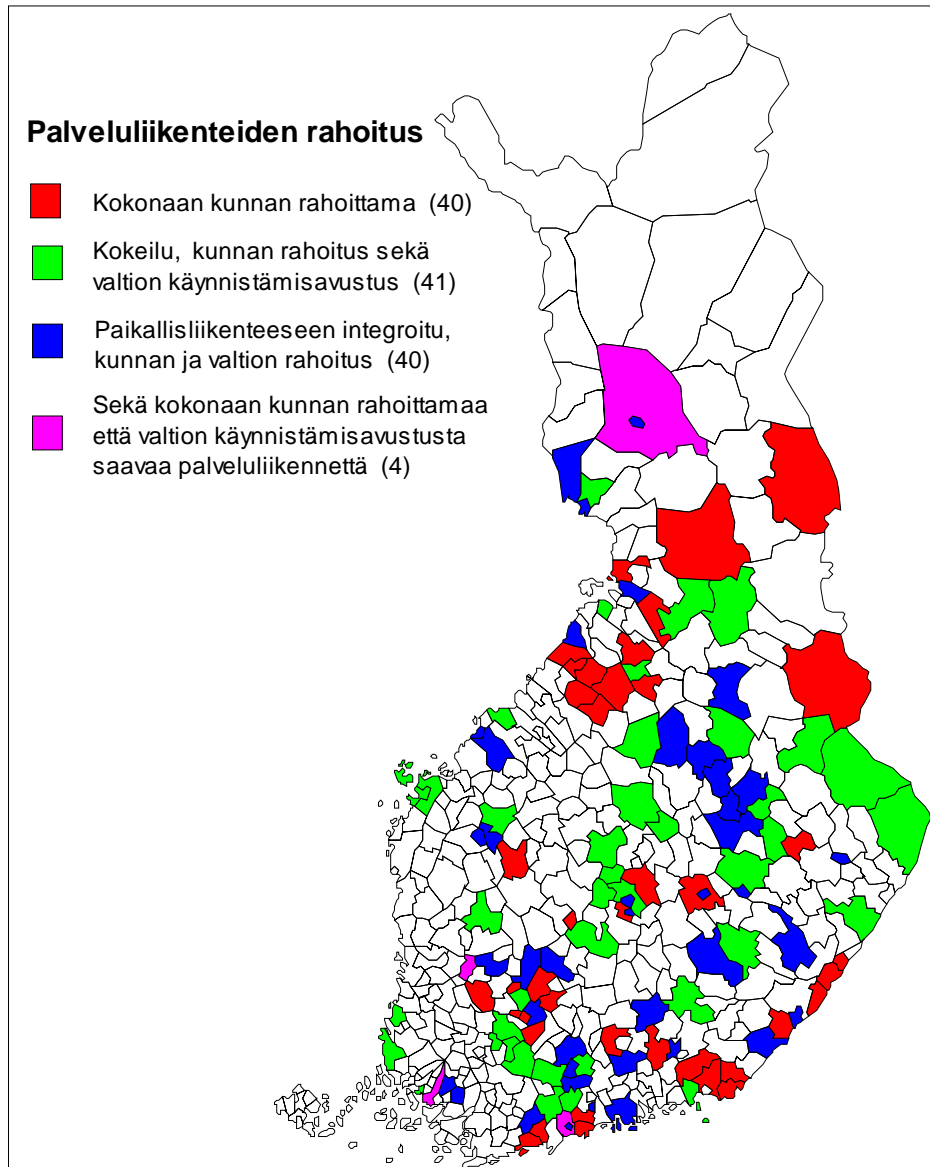 Palveluliikenteiden rahoitus
Kokonaan kunnan rahoittama (40)
Kokeilu, kunnan rahoitus sekä
valtion käynnistämisavustus (41)
Paikallisliikenteeseen integroitu,
kunnan ja valtion rahoitus (40)
Sekä kokonaan kunnan rahoittamaa
että valtion käynnistämisavustusta
saavaa palveluliikennettä (4)